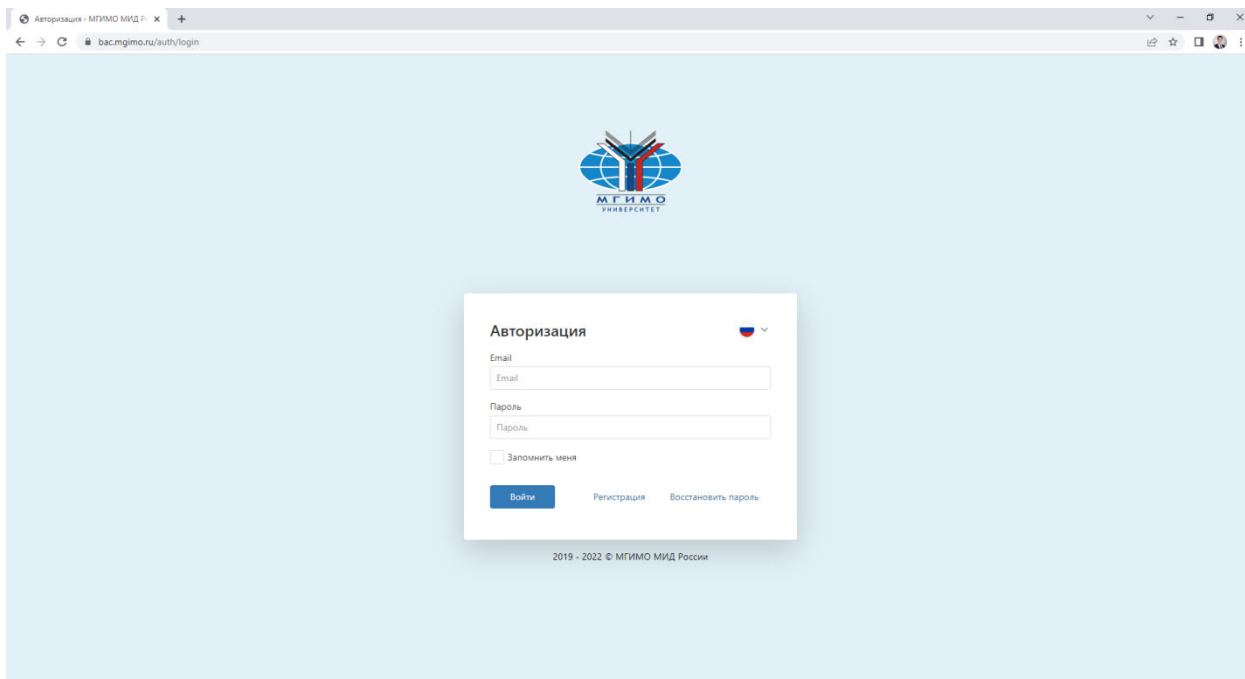 Авторизация - МГИМО МИД Р
bac.mgimo.ru/auth/login
МГИМО
УНИВЕРСИТЕТ
Авторизация
Email
Email
Пароль
Пароль
Запомнить меня
Войти Регистрация Восстановить пароль
2019 - 2022 © МГИМО МИД России